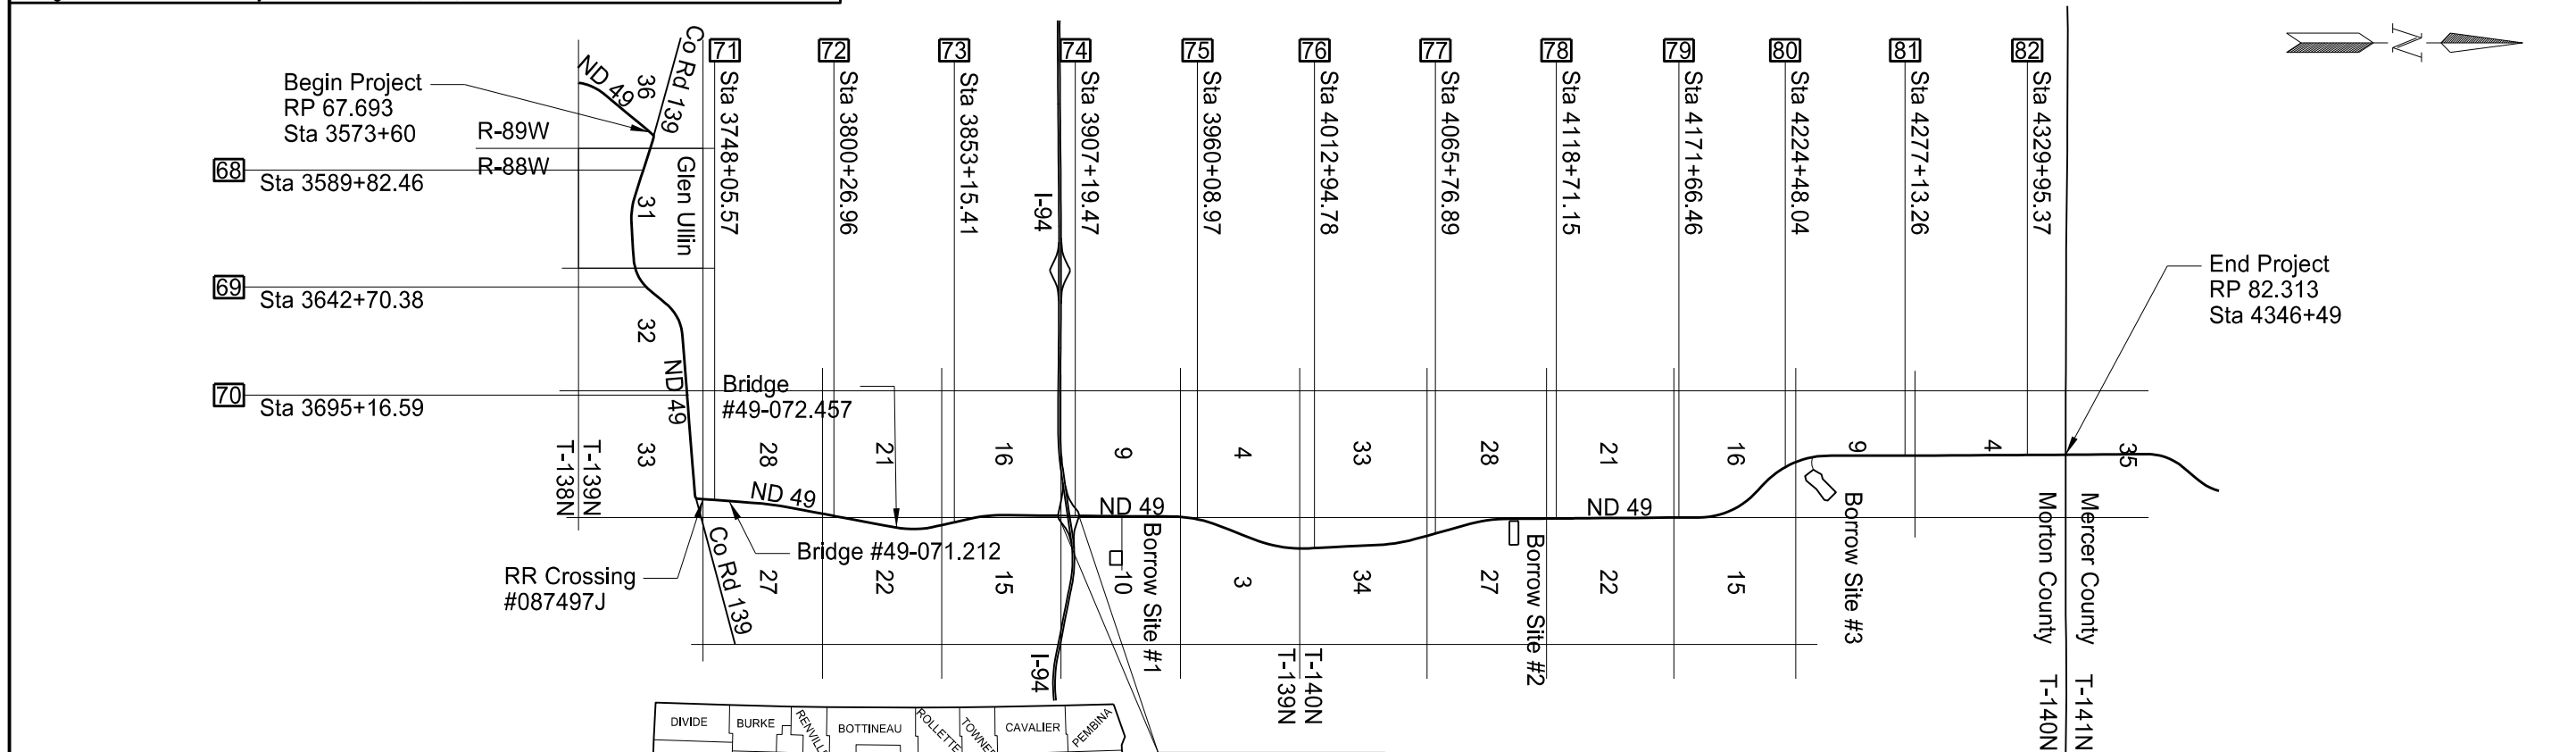 71
72
73
74
75
76
77
78
79
80
81
82
Sta 3748+05.57
Sta 3800+26.96
Sta 3853+15.41
Sta 3907+19.47
Sta 3960+08.97
Sta 4012+94.78
Sta 4065+76.89
Sta 4118+71.15
Sta 4171+66.46
Sta 4224+48.04
Sta 4277+13.26
Sta 4329+95.37
N
Begin Project
RP 67.693
Sta 3573+60
ND 49
36
Co Rd 139
R-89W
R-88W
68
Sta 3589+82.46
31
Glen Ullin
I-94
69
Sta 3642+70.38
32
End Project
RP 82.313
Sta 4346+49
70
Sta 3695+16.59
ND 49
Bridge
#49-072.457
T-139N
T-138N
33
28
21
16
9
4
33
28
21
16
9
4
35
ND 49
ND 49
ND 49
Bridge #49-071.212
RR Crossing
#087497J
Co Rd 139
27
22
15
10
3
34
27
22
15
Borrow Site #1
Borrow Site #2
Borrow Site #3
Mercer County
Morton County
I-94
T-140N
T-139N
T-141N
T-140N
DIVIDE
BURKE
BOTTINEAU
CAVALIER
PEMBINA